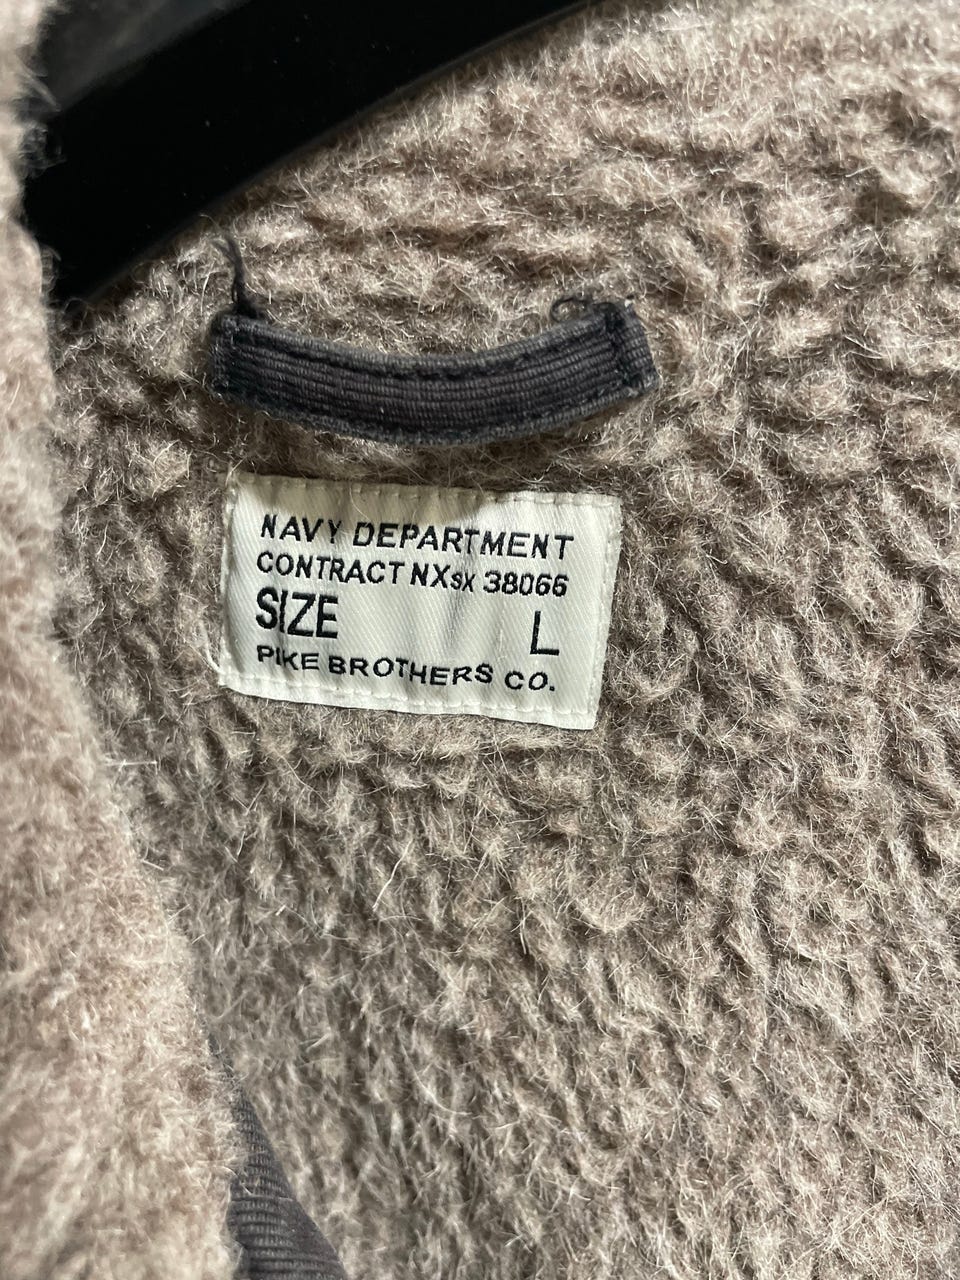 NAVY DEPARTMENT
CONTRACT NXsx 38066
SIZE L
PIKE BROTHERS CO.